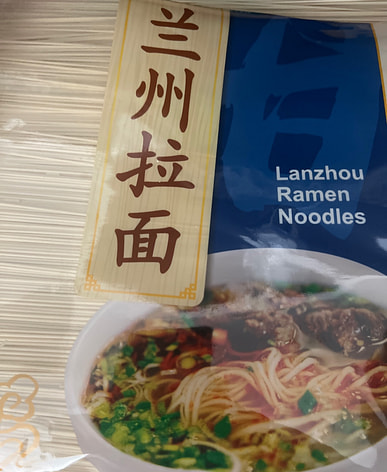 兰州拉面
Lanzhou
Ramen
Noodles